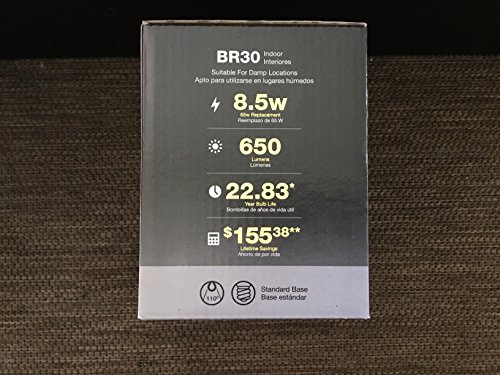 BR30 Indoor
Interiores
Suitable For Damp Locations
Apto para utilizarse en lugares húmedos
8.5w
65w Replacement
Reemplazo de 65 W
650
Lumens
Lúmenes
22.83*
Year Bulb Life
Bombillas de años de vida útil
$155³⁸**
Lifetime Savings
Ahorro de por vida
110°
Standard Base
Base estándar